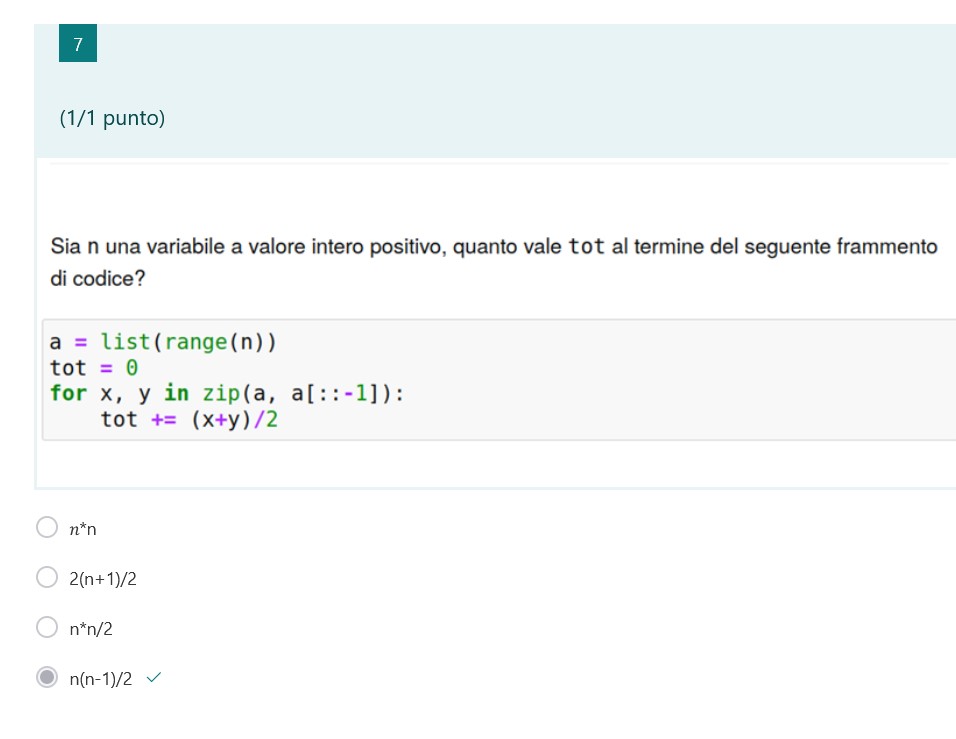 7
(1/1 punto)
Sia n una variabile a valore intero positivo, quanto vale tot al termine del seguente frammento
di codice?
a = list(range(n))
tot = 0
for x, y in zip(a, a[::-1]):
    tot += (x+y)/2
n*n
2(n+1)/2
n*n/2
n(n-1)/2